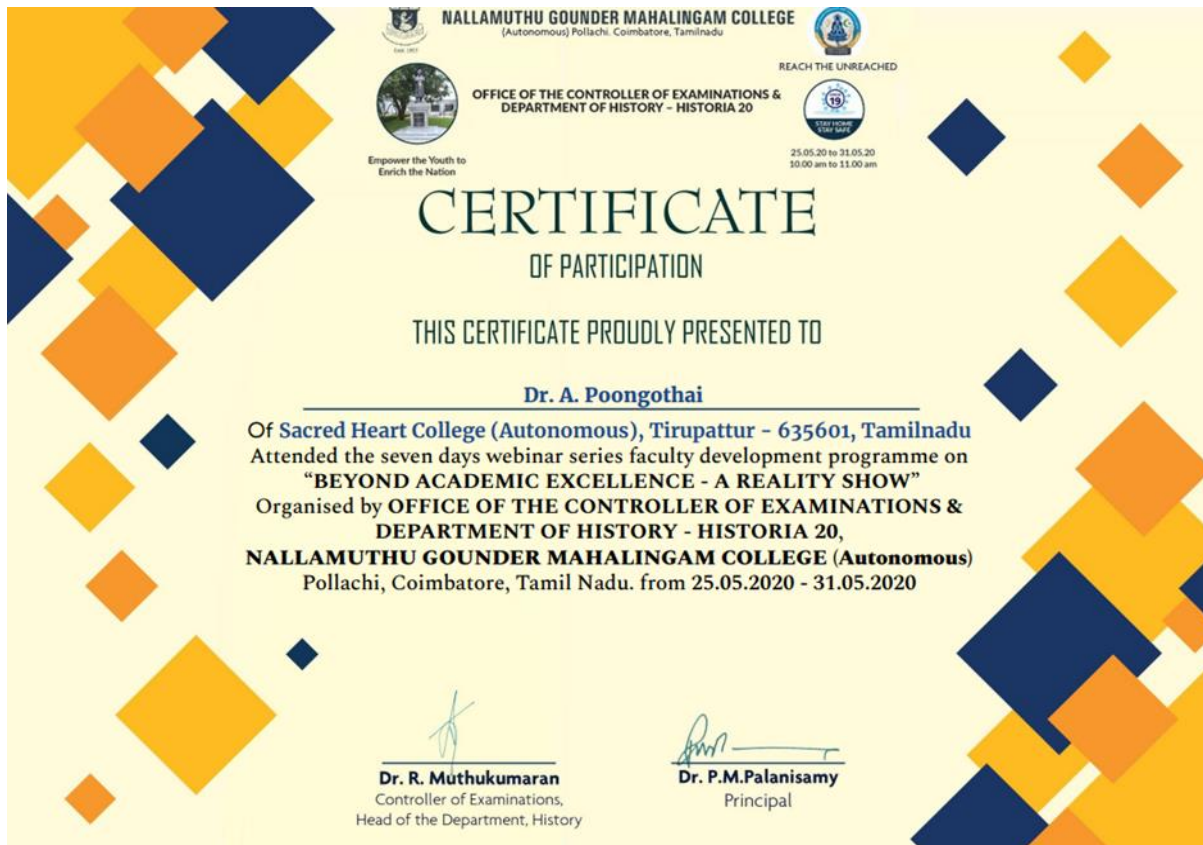 NALLAMUTHU GOUNDER MAHALINGAM COLLEGE
(Autonomous) Pollachi. Coimbatore, Tamilnadu
REACH THE UNREACHED
OFFICE OF THE CONTROLLER OF EXAMINATIONS &
DEPARTMENT OF HISTORY – HISTORIA 20
19
STAY HOME
STAY SAFE
Empower the Youth to
Enrich the Nation
25.05.20 to 31.05.20
10.00 am to 11.00 am
CERTIFICATE
OF PARTICIPATION
THIS CERTIFICATE PROUDLY PRESENTED TO
Dr. A. Poongothai
Of Sacred Heart College (Autonomous), Tirupattur - 635601, Tamilnadu
Attended the seven days webinar series faculty development programme on
“BEYOND ACADEMIC EXCELLENCE - A REALITY SHOW”
Organised by OFFICE OF THE CONTROLLER OF EXAMINATIONS &
DEPARTMENT OF HISTORY - HISTORIA 20,
NALLAMUTHU GOUNDER MAHALINGAM COLLEGE (Autonomous)
Pollachi, Coimbatore, Tamil Nadu. from 25.05.2020 - 31.05.2020
Dr. R. Muthukumaran
Controller of Examinations,
Head of the Department, History
Dr. P.M.Palanisamy
Principal